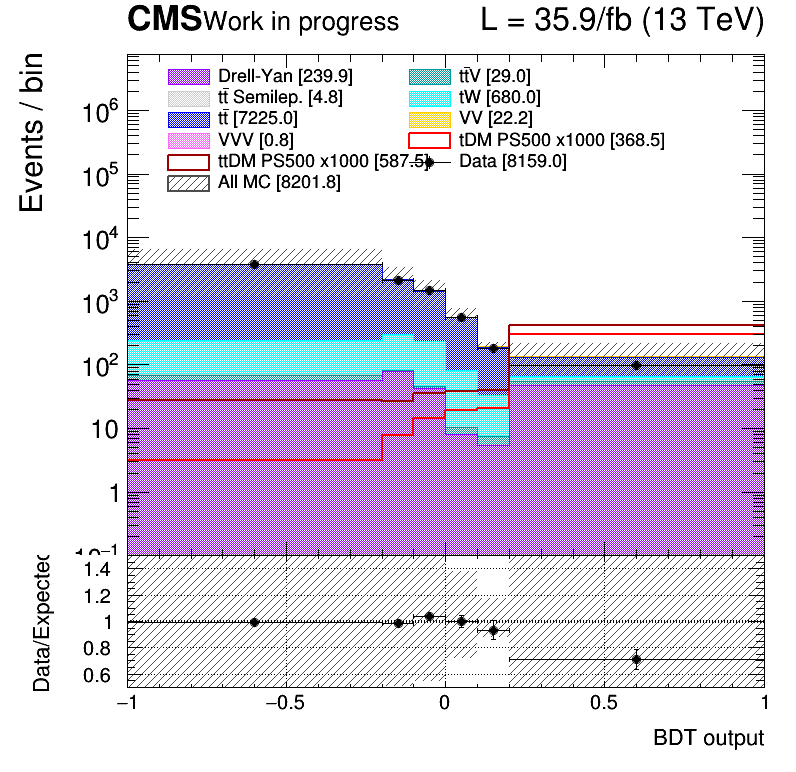 CMS Work in progress L = 35.9/fb (13 TeV)
Events / bin
Drell-Yan [239.9]
tt̄V [29.0]
tt̄ Semilep. [4.8]
tW [680.0]
tt̄ [7225.0]
VV [22.2]
VVV [0.8]
tDM PS500 x1000 [368.5]
ttDM PS500 x1000 [587.5]
Data [8159.0]
All MC [8201.8]
10⁶
10⁵
10⁴
10³
10²
10
1
10⁻¹
Data/Expected
1.4
1.2
1
0.8
0.6
−1 −0.5 0 0.5 1
BDT output